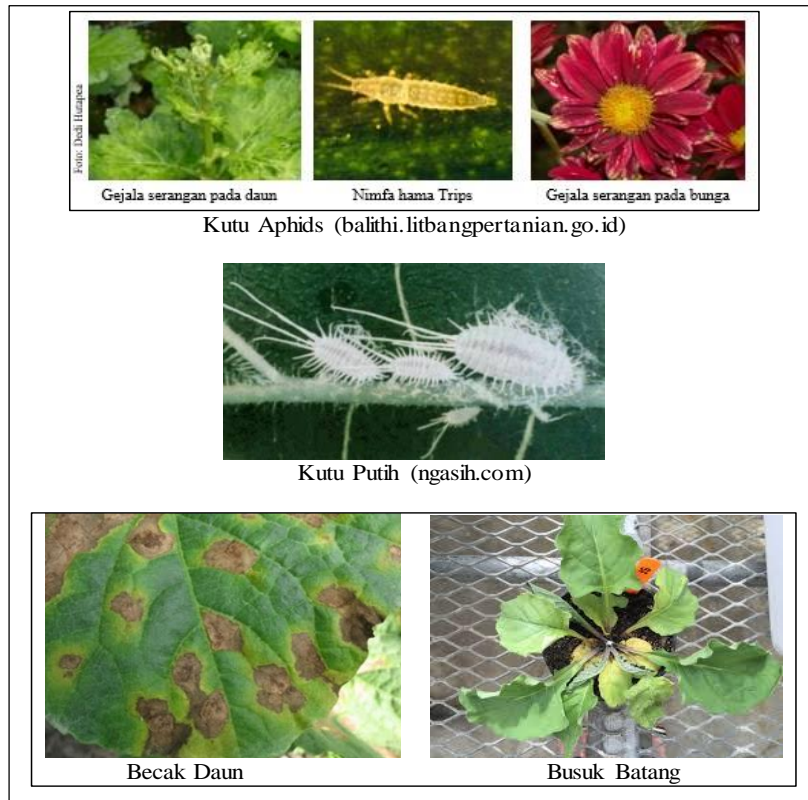 Foto: Dedi Hutapea
Gejala serangan pada daun
Nimfa hama Trips
Gejala serangan pada bunga
Kutu Aphids (balithi.litbangpertanian.go.id)
Kutu Putih (ngasih.com)
Becak Daun
Busuk Batang